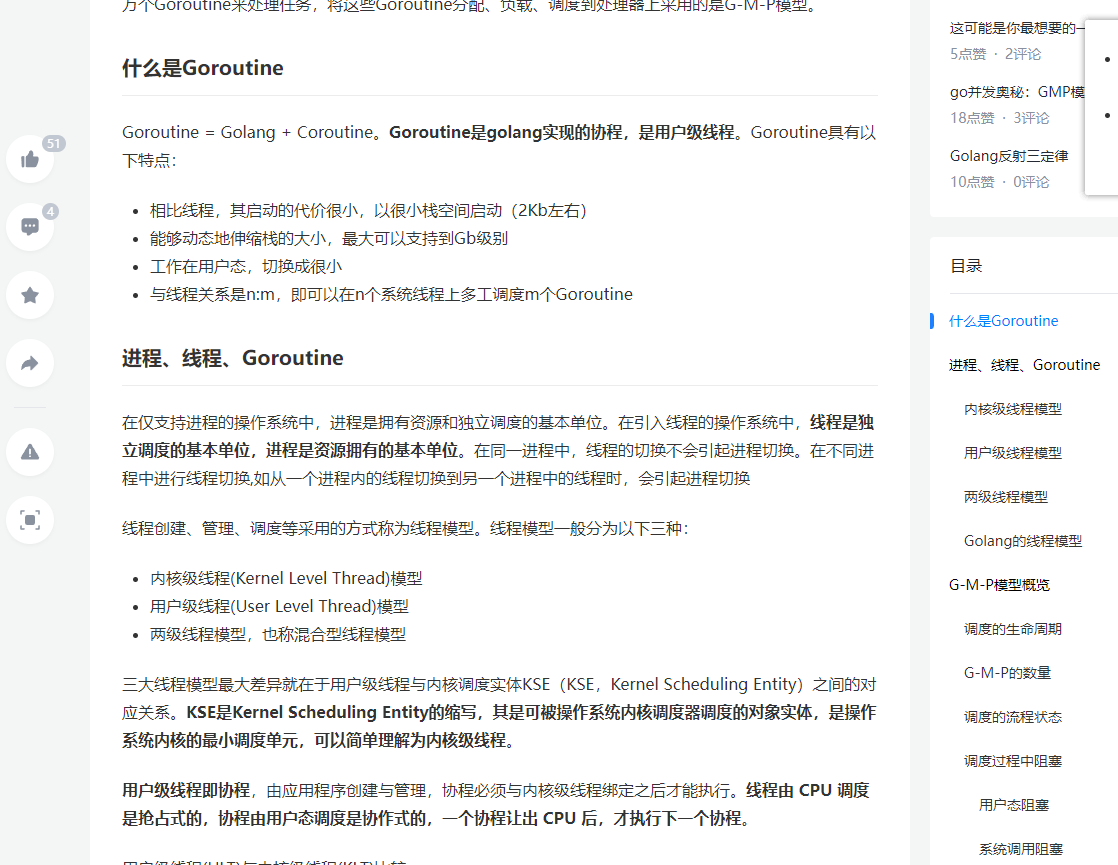 万个Goroutine来处理任务，将这些Goroutine分配、负载、调度到处理器上采用的是G-M-P模型。
什么是Goroutine
Goroutine = Golang + Coroutine。Goroutine是golang实现的协程，是用户级线程。Goroutine具有以
下特点：
相比线程，其启动的代价很小，以很小栈空间启动（2Kb左右）
能够动态地伸缩栈的大小，最大可以支持到Gb级别
工作在用户态，切换成很小
与线程关系是n:m，即可以在n个系统线程上多工调度m个Goroutine
进程、线程、Goroutine
在仅支持进程的操作系统中，进程是拥有资源和独立调度的基本单位。在引入线程的操作系统中，线程是独
立调度的基本单位，进程是资源拥有的基本单位。在同一进程中，线程的切换不会引起进程切换。在不同进
程中进行线程切换,如从一个进程内的线程切换到另一个进程中的线程时，会引起进程切换
线程创建、管理、调度等采用的方式称为线程模型。线程模型一般分为以下三种：
内核级线程(Kernel Level Thread)模型
用户级线程(User Level Thread)模型
两级线程模型，也称混合型线程模型
三大线程模型最大差异就在于用户级线程与内核调度实体KSE（KSE，Kernel Scheduling Entity）之间的对
应关系。KSE是Kernel Scheduling Entity的缩写，其是可被操作系统内核调度器调度的对象实体，是操作
系统内核的最小调度单元，可以简单理解为内核级线程。
用户级线程即协程，由应用程序创建与管理，协程必须与内核级线程绑定之后才能执行。线程由 CPU 调度
是抢占式的，协程由用户态调度是协作式的，一个协程让出 CPU 后，才执行下一个协程。
51
4
这可能是你最想要的一
5点赞 · 2评论
go并发奥秘：GMP模
18点赞 · 3评论
Golang反射三定律
10点赞 · 0评论
目录
什么是Goroutine
进程、线程、Goroutine
内核级线程模型
用户级线程模型
两级线程模型
Golang的线程模型
G-M-P模型概览
调度的生命周期
G-M-P的数量
调度的流程状态
调度过程中阻塞
用户态阻塞
系统调用阻塞